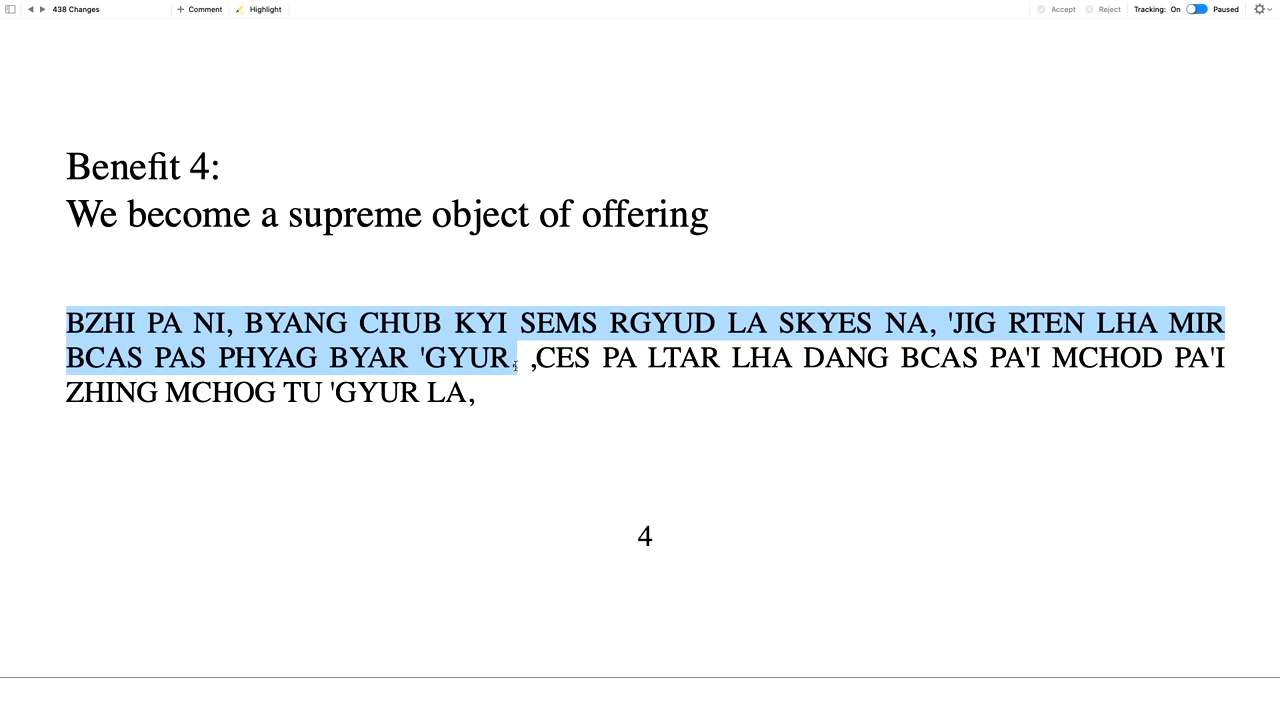 438 Changes
Comment
Highlight
Accept
Reject
Tracking: On
Paused
Benefit 4:
We become a supreme object of offering
BZHI PA NI, BYANG CHUB KYI SEMS RGYUD LA SKYES NA, 'JIG RTEN LHA MIR
BCAS PAS PHYAG BYAR 'GYUR, ,CES PA LTAR LHA DANG BCAS PA'I MCHOD PA'I
ZHING MCHOG TU 'GYUR LA,
4